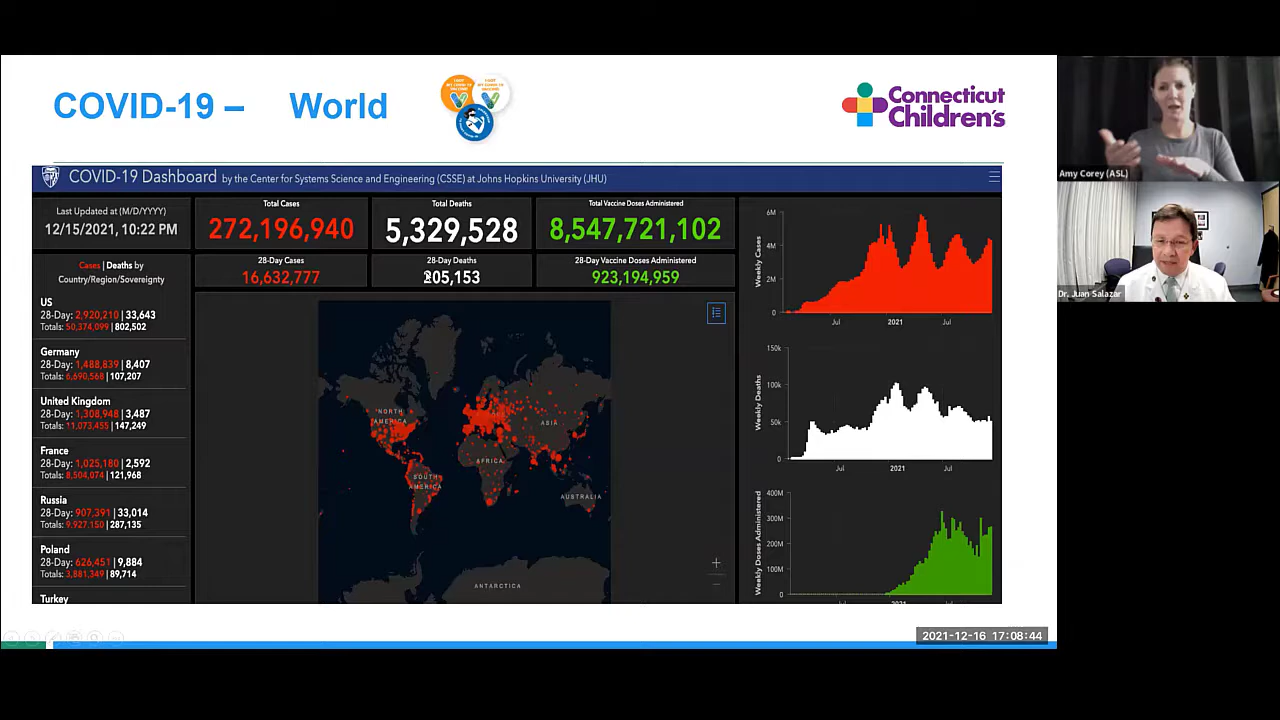 COVID-19 – World
Connecticut
Children's
COVID-19 Dashboard by the Center for Systems Science and Engineering (CSSE) at Johns Hopkins University (JHU)
Last Updated at (M/D/YYYY)
12/15/2021, 10:22 PM
Total Cases
272,196,940
Total Deaths
5,329,528
Total Vaccine Doses Administered
8,547,721,102
28-Day Cases
16,632,777
28-Day Deaths
205,153
28-Day Vaccine Doses Administered
923,194,959
Cases | Deaths by
Country/Region/Sovereignty
US
28-Day: 2,920,210 | 33,643
Totals: 50,374,099 | 802,502
Germany
28-Day: 1,488,839 | 8,407
Totals: 6,690,568 | 107,207
United Kingdom
28-Day: 1,308,948 | 3,487
Totals: 11,073,455 | 147,249
France
28-Day: 1,025,180 | 2,592
Totals: 8,504,074 | 121,968
Russia
28-Day: 907,391 | 33,014
Totals: 9,927,150 | 287,135
Poland
28-Day: 626,451 | 9,884
Totals: 3,881,349 | 89,714
Turkey
NORTH
AMERICA
ASIA
AFRICA
SOUTH
AMERICA
AUSTRALIA
ANTARCTICA
Weekly Cases
6M
4M
2M
0
Jul
2021
Jul
Weekly Deaths
150k
100k
50k
0
Jul
2021
Jul
Weekly Doses Administered
400M
300M
200M
100M
0
Jul
2021
Jul
Amy Corey (ASL)
Dr. Juan Salazar
2021-12-16 17:08:44